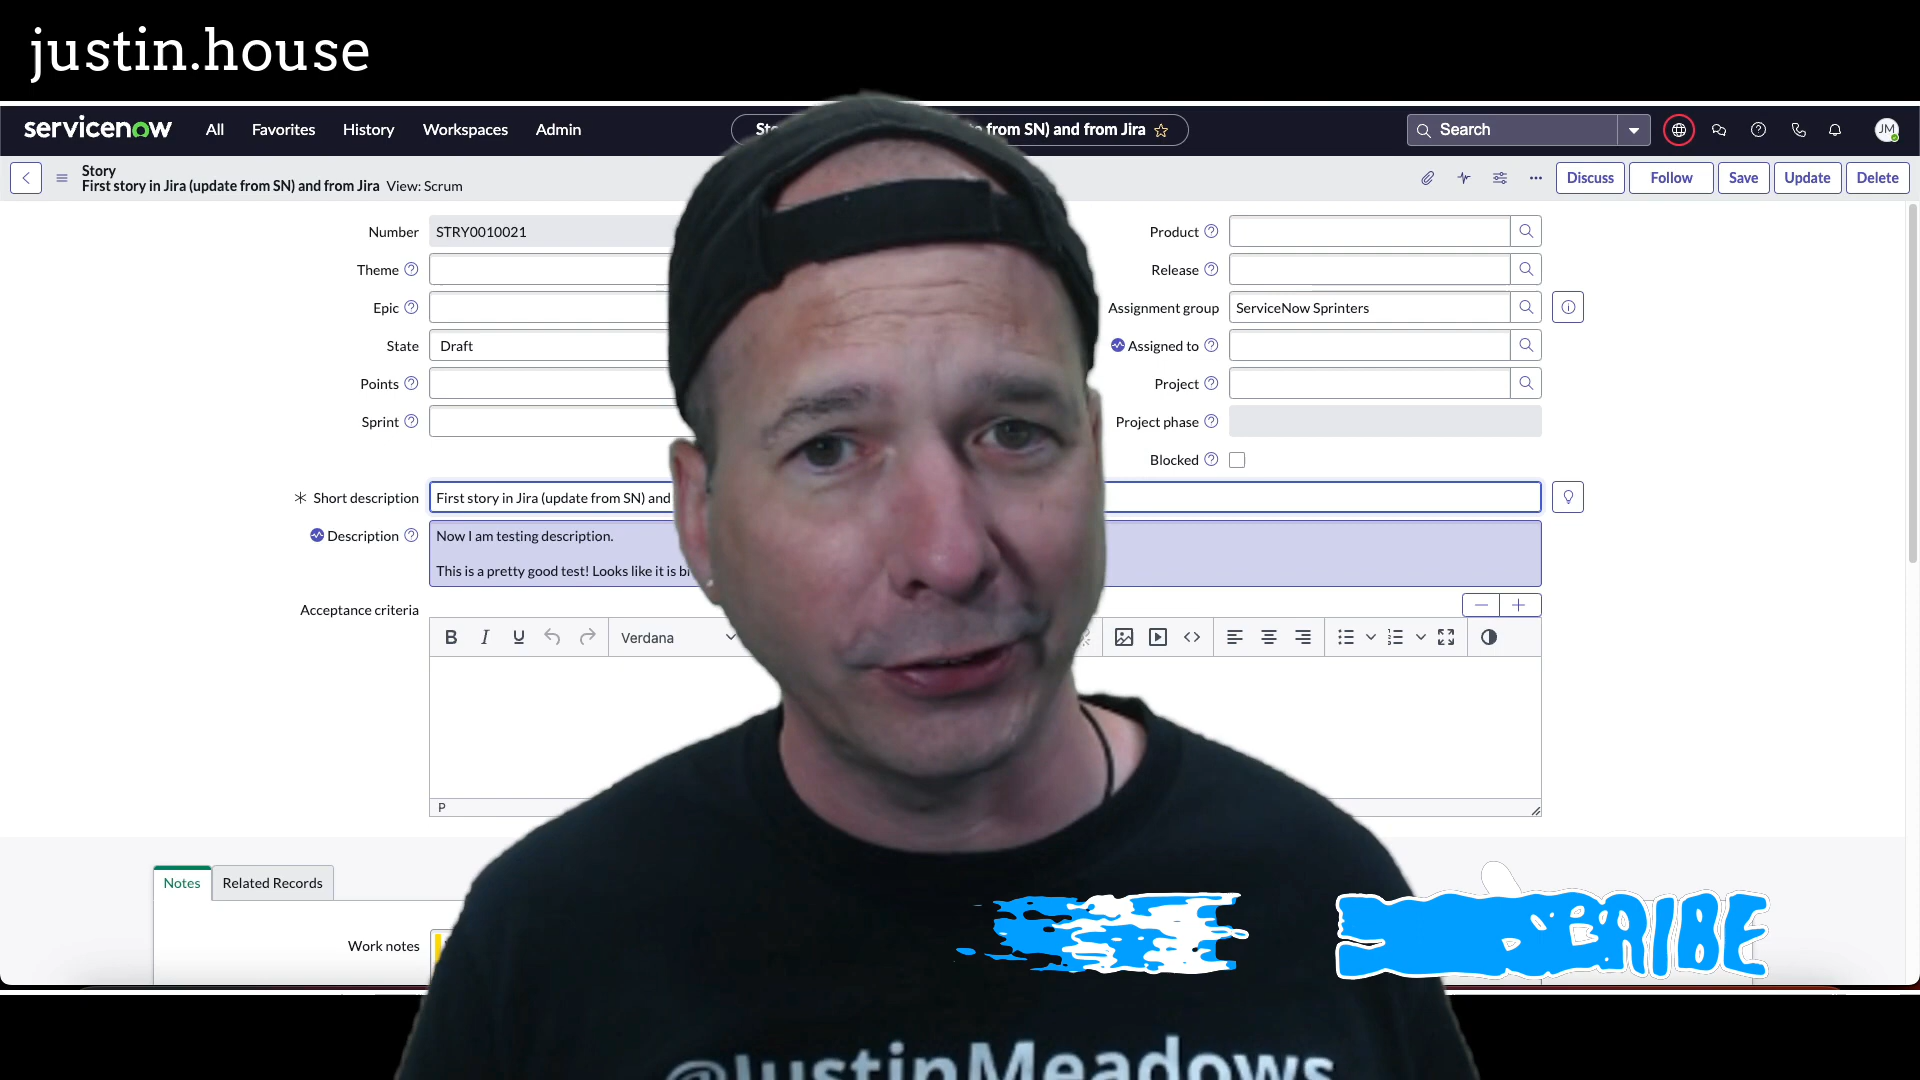 justin.house
servicenow All Favorites History Workspaces Admin from SN) and from Jira Search JM
Story
First story in Jira (update from SN) and from Jira View: Scrum
Discuss Follow Save Update Delete
Number STRY0010021 Product
Theme Release
Epic Assignment group ServiceNow Sprinters
State Draft Assigned to
Points Project
Sprint Project phase
Blocked
Short description First story in Jira (update from SN) and
Description Now I am testing description.
This is a pretty good test! Looks like it is
Acceptance criteria
B I U Verdana
P
Notes Related Records
Work notes
@JustinMeadows